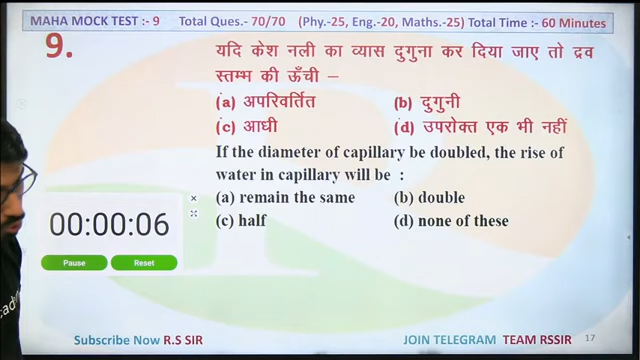 MAHA MOCK TEST :- 9 Total Ques.- 70/70 (Phy.-25, Eng.-20, Maths.-25) Total Time :- 60 Minutes
9.
यदि केश नली का व्यास दुगुना कर दिया जाए तो द्रव
स्तम्भ की ऊँची –
(a) अपरिवर्तित (b) दुगुनी
(c) आधी (d) उपरोक्त एक भी नहीं
If the diameter of capillary be doubled, the rise of
water in capillary will be :
(a) remain the same (b) double
(c) half (d) none of these
00:00:06
Pause Reset
Subscribe Now R.S SIR JOIN TELEGRAM TEAM RSSIR 17